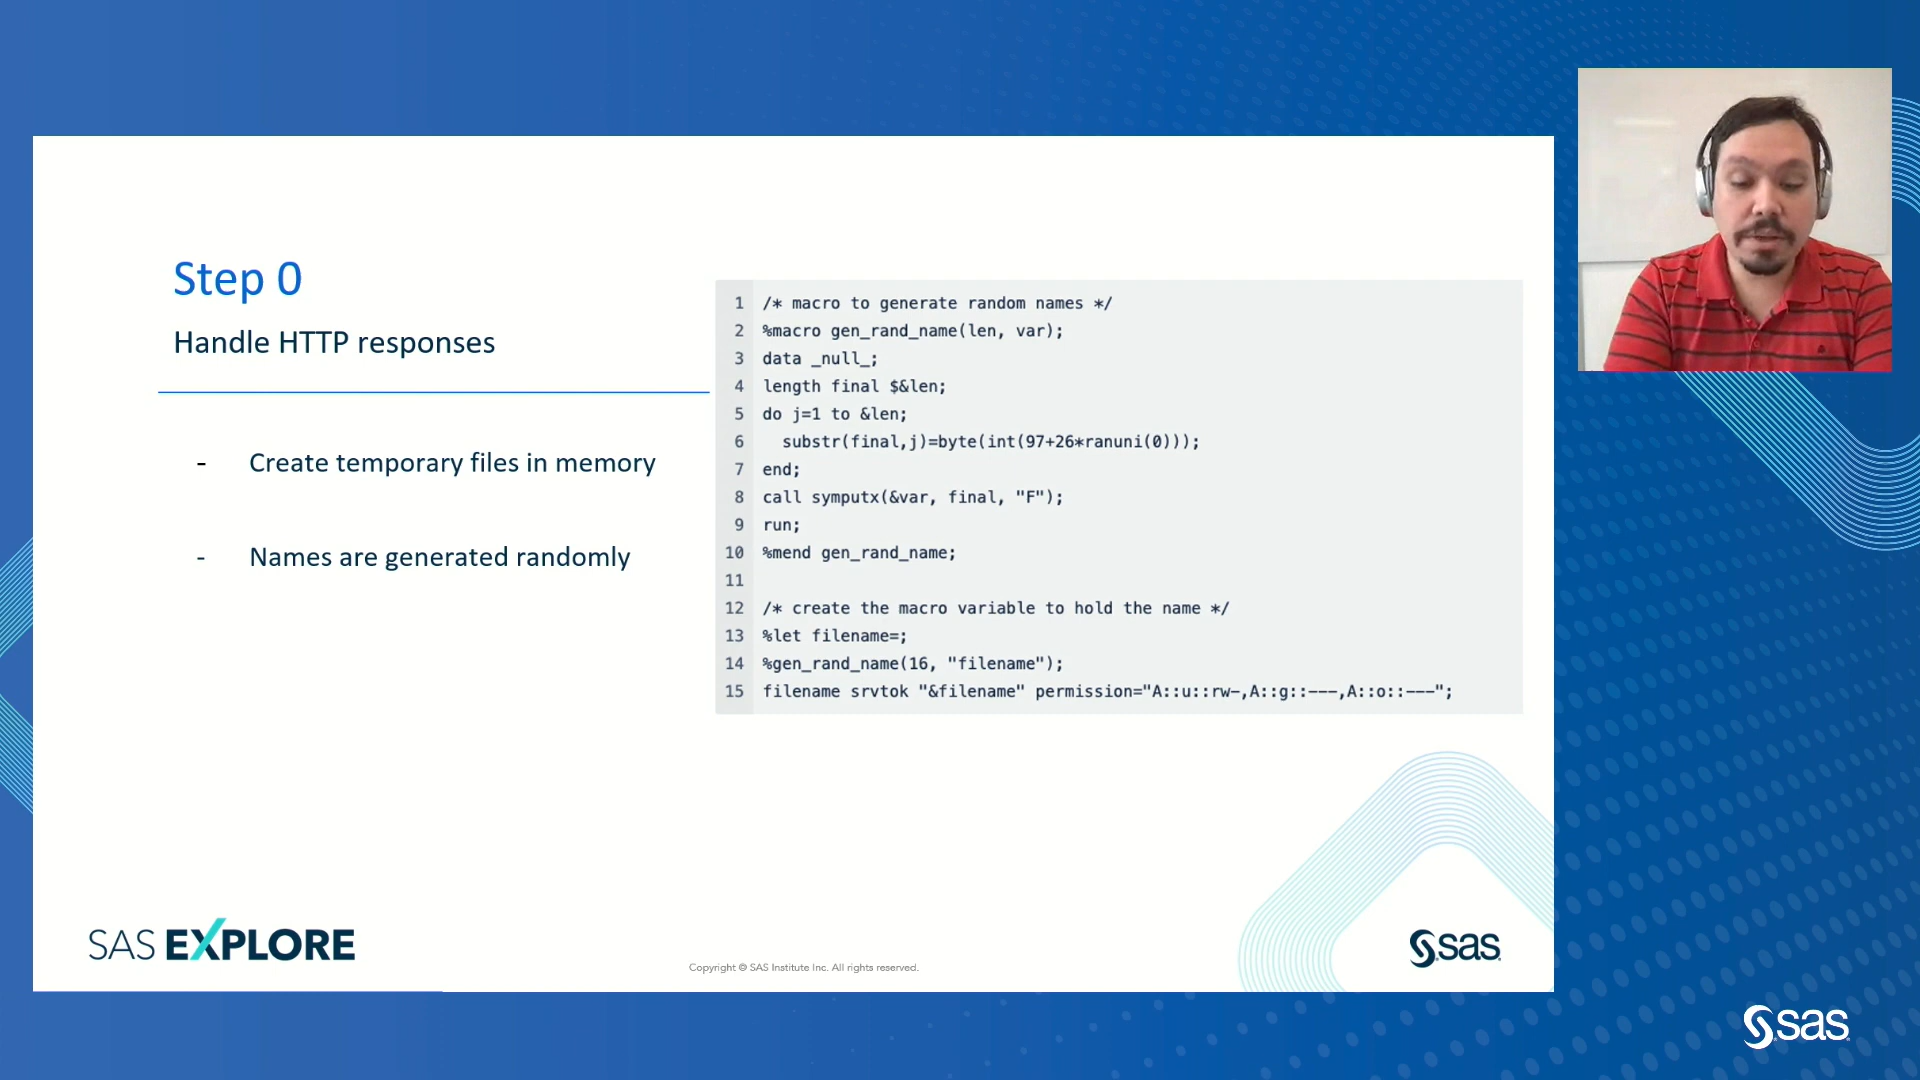 Step 0
Handle HTTP responses
- Create temporary files in memory
- Names are generated randomly
1 /* macro to generate random names */
2 %macro gen_rand_name(len, var);
3 data _null_;
4 length final $&len;
5 do j=1 to &len;
6 substr(final,j)=byte(int(97+26*ranuni(0)));
7 end;
8 call symputx(&var, final, "F");
9 run;
10 %mend gen_rand_name;
11
12 /* create the macro variable to hold the name */
13 %let filename=;
14 %gen_rand_name(16, "filename");
15 filename srvtok "&filename" permission="A::u::rw-,A::g::---,A::o::---";
SAS EXPLORE
Copyright © SAS Institute Inc. All rights reserved.
sas
sas